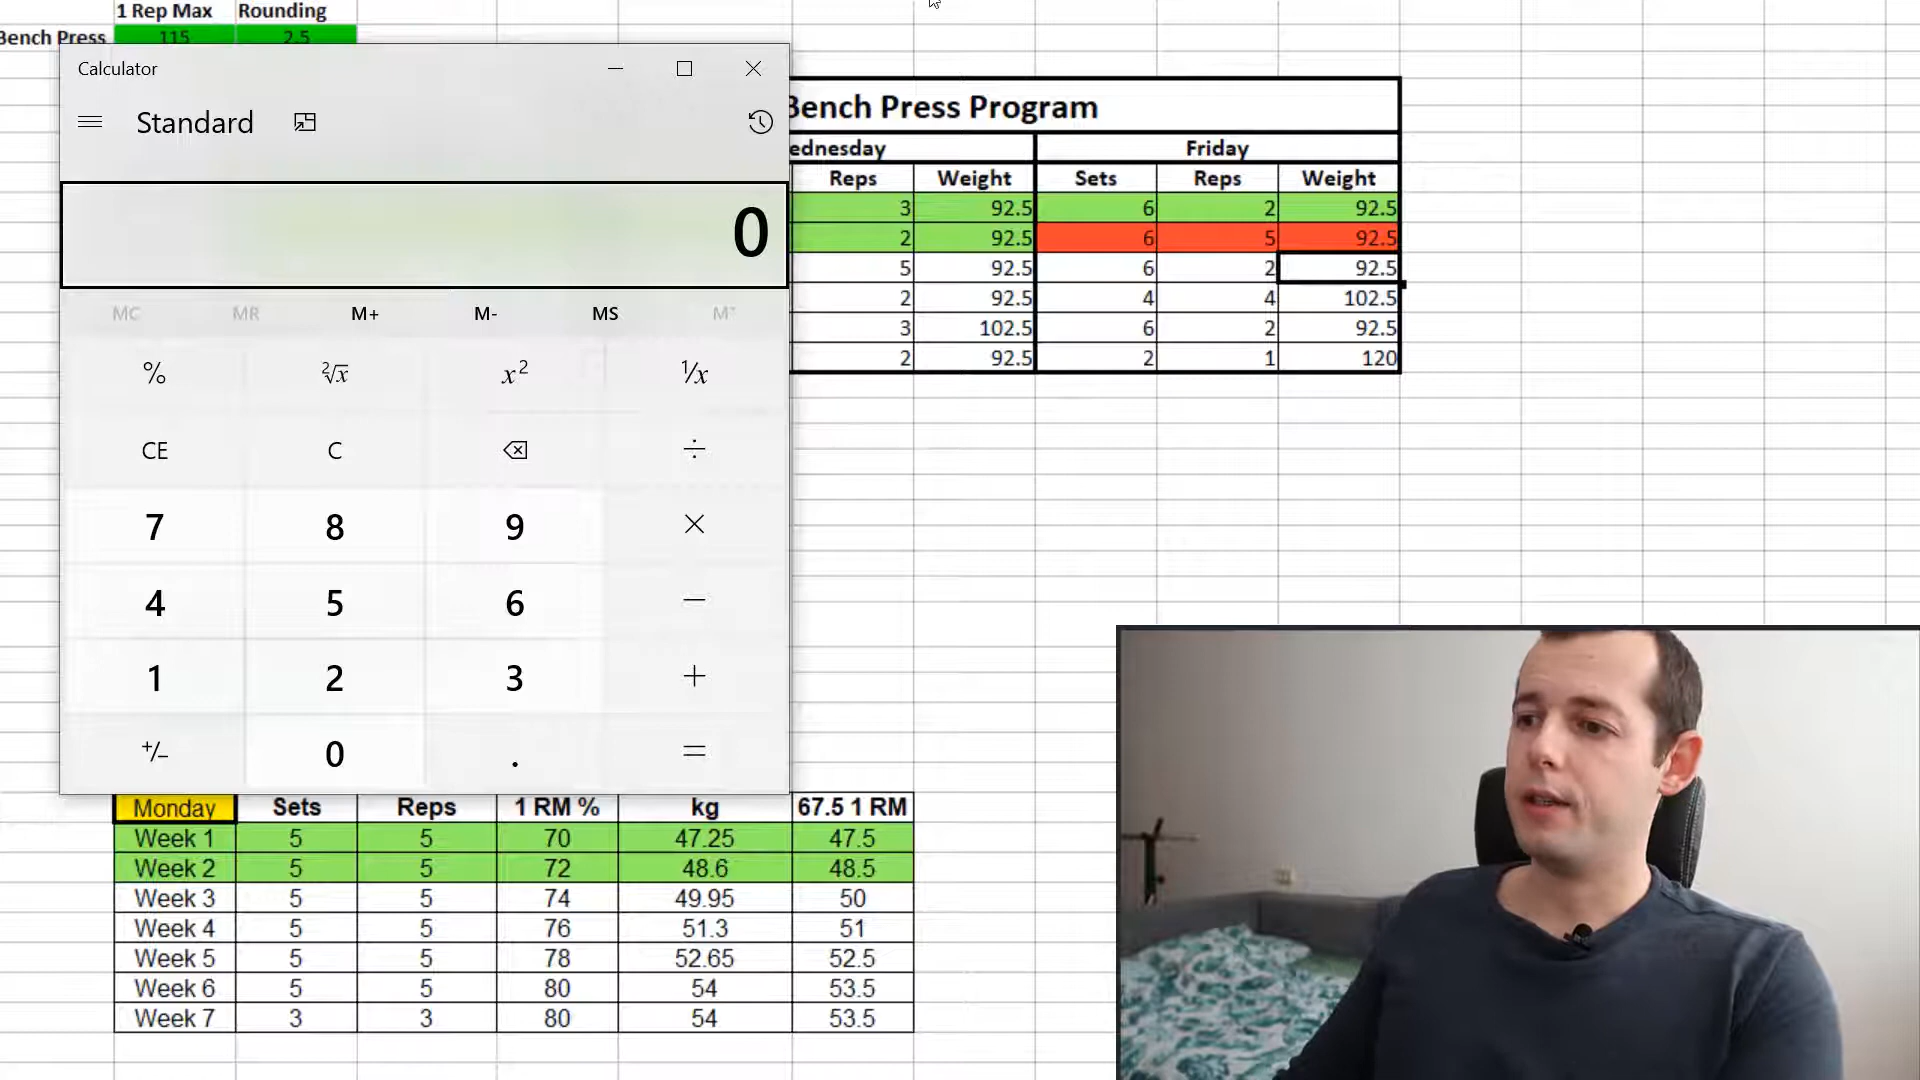 1 Rep Max Rounding
Bench Press 115 2.5
Calculator
Standard
0
MC MR M+ M- MS M˅
% ²√x x² ¹/x
CE C ÷
7 8 9 ×
4 5 6 −
1 2 3 +
+/− 0 . =
Bench Press Program
ednesday Friday
Reps Weight Sets Reps Weight
3 92.5 6 2 92.5
2 92.5 6 5 92.5
5 92.5 6 2 92.5
2 92.5 4 4 102.5
3 102.5 6 2 92.5
2 92.5 2 1 120
Monday Sets Reps 1 RM % kg 67.5 1 RM
Week 1 5 5 70 47.25 47.5
Week 2 5 5 72 48.6 48.5
Week 3 5 5 74 49.95 50
Week 4 5 5 76 51.3 51
Week 5 5 5 78 52.65 52.5
Week 6 5 5 80 54 53.5
Week 7 3 3 80 54 53.5